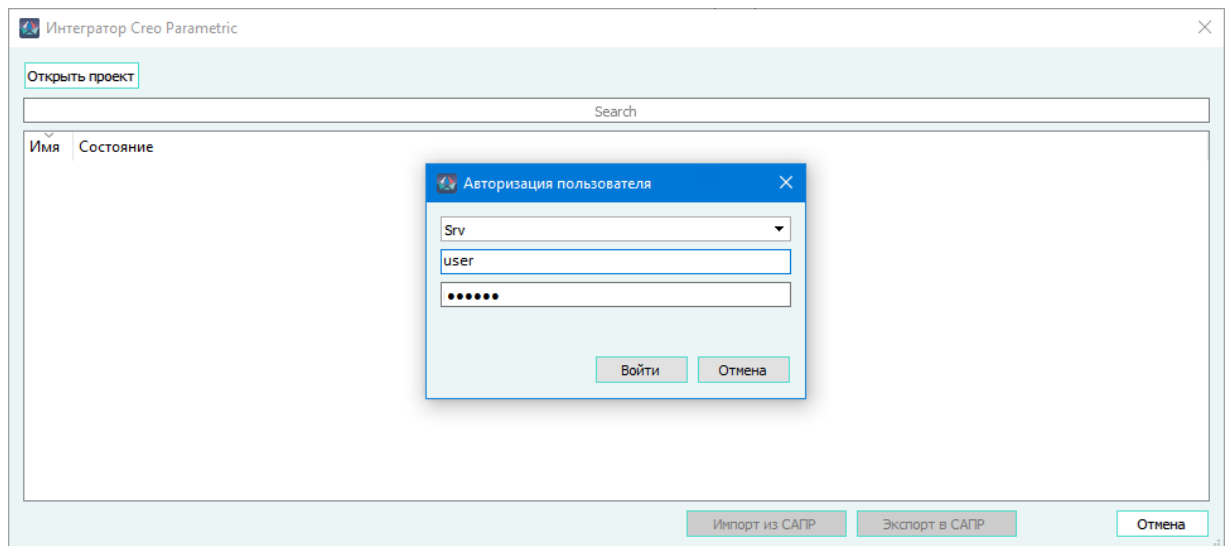 Интегратор Creo Parametric
Открыть проект
Search
Имя Состояние
Авторизация пользователя
Srv
user
••••••
Войти Отмена
Импорт из САПР Экспорт в САПР Отмена